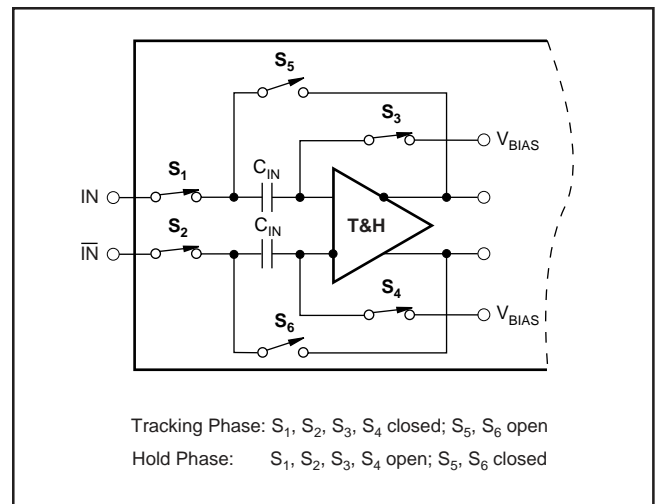 S5
S3
VBIAS
S1
CIN
IN
T&H
S2
CIN
I̅N̅
S4
VBIAS
S6
Tracking Phase: S1, S2, S3, S4 closed; S5, S6 open
Hold Phase: S1, S2, S3, S4 open; S5, S6 closed